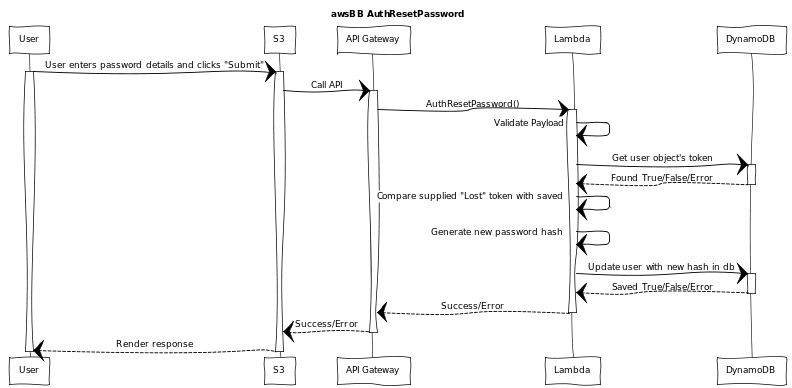 awsBB AuthResetPassword
User
S3
API Gateway
Lambda
DynamoDB
User enters password details and clicks "Submit"
Call API
AuthResetPassword()
Validate Payload
Get user object's token
Found True/False/Error
Compare supplied "Lost" token with saved
Generate new password hash
Update user with new hash in db
Saved True/False/Error
Success/Error
Success/Error
Render response
User
S3
API Gateway
Lambda
DynamoDB